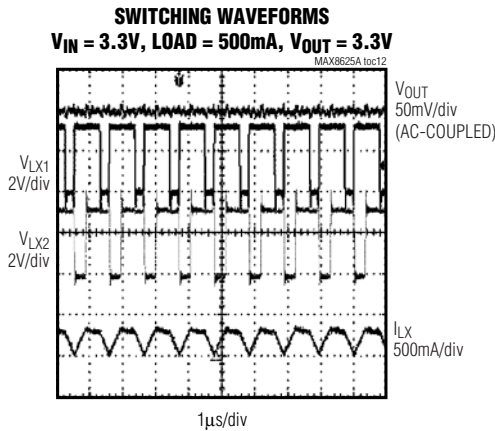 SWITCHING WAVEFORMS
VIN = 3.3V, LOAD = 500mA, VOUT = 3.3V
MAX8625A toc12
VOUT
50mV/div
(AC-COUPLED)
VLX1
2V/div
VLX2
2V/div
ILX
500mA/div
1µs/div